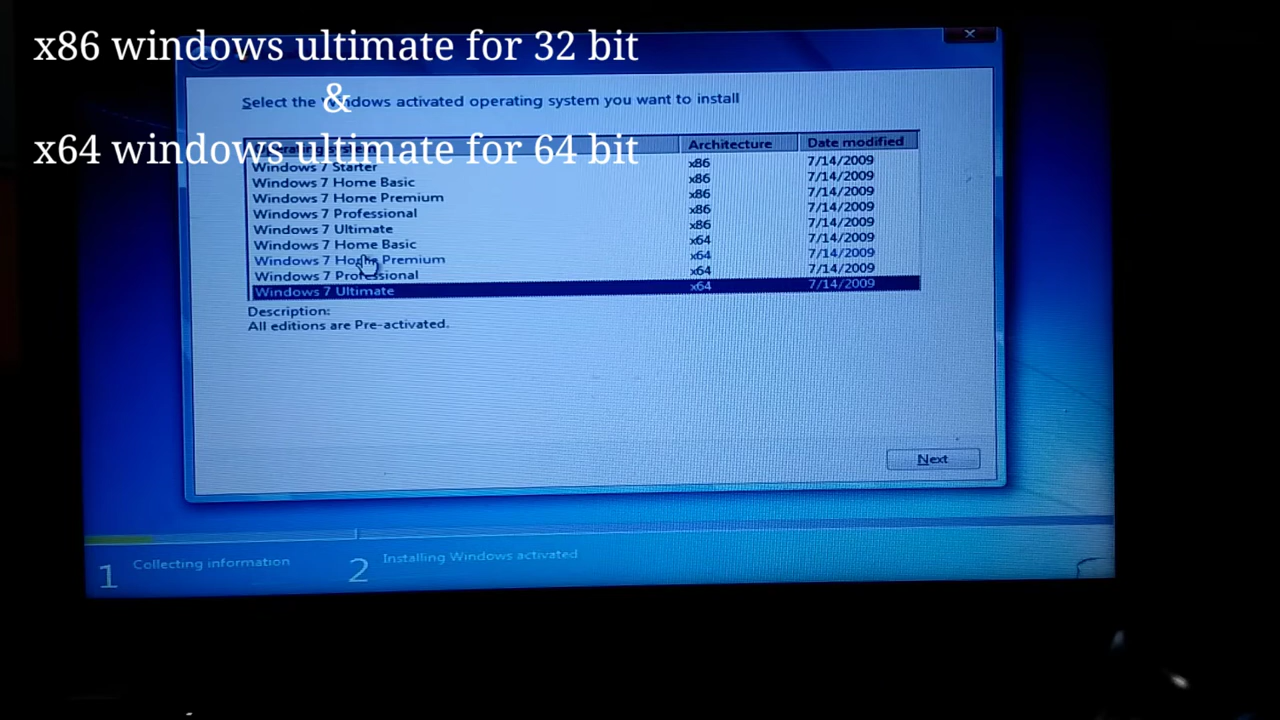 x86 windows ultimate for 32 bit
&
x64 windows ultimate for 64 bit
Select the Windows activated operating system you want to install
Operating system Architecture Date modified
Windows 7 Starter x86 7/14/2009
Windows 7 Home Basic x86 7/14/2009
Windows 7 Home Premium x86 7/14/2009
Windows 7 Professional x86 7/14/2009
Windows 7 Ultimate x86 7/14/2009
Windows 7 Home Basic x64 7/14/2009
Windows 7 Home Premium x64 7/14/2009
Windows 7 Professional x64 7/14/2009
Windows 7 Ultimate x64 7/14/2009
Description:
All editions are Pre-activated.
Next
1 Collecting information 2 Installing Windows activated